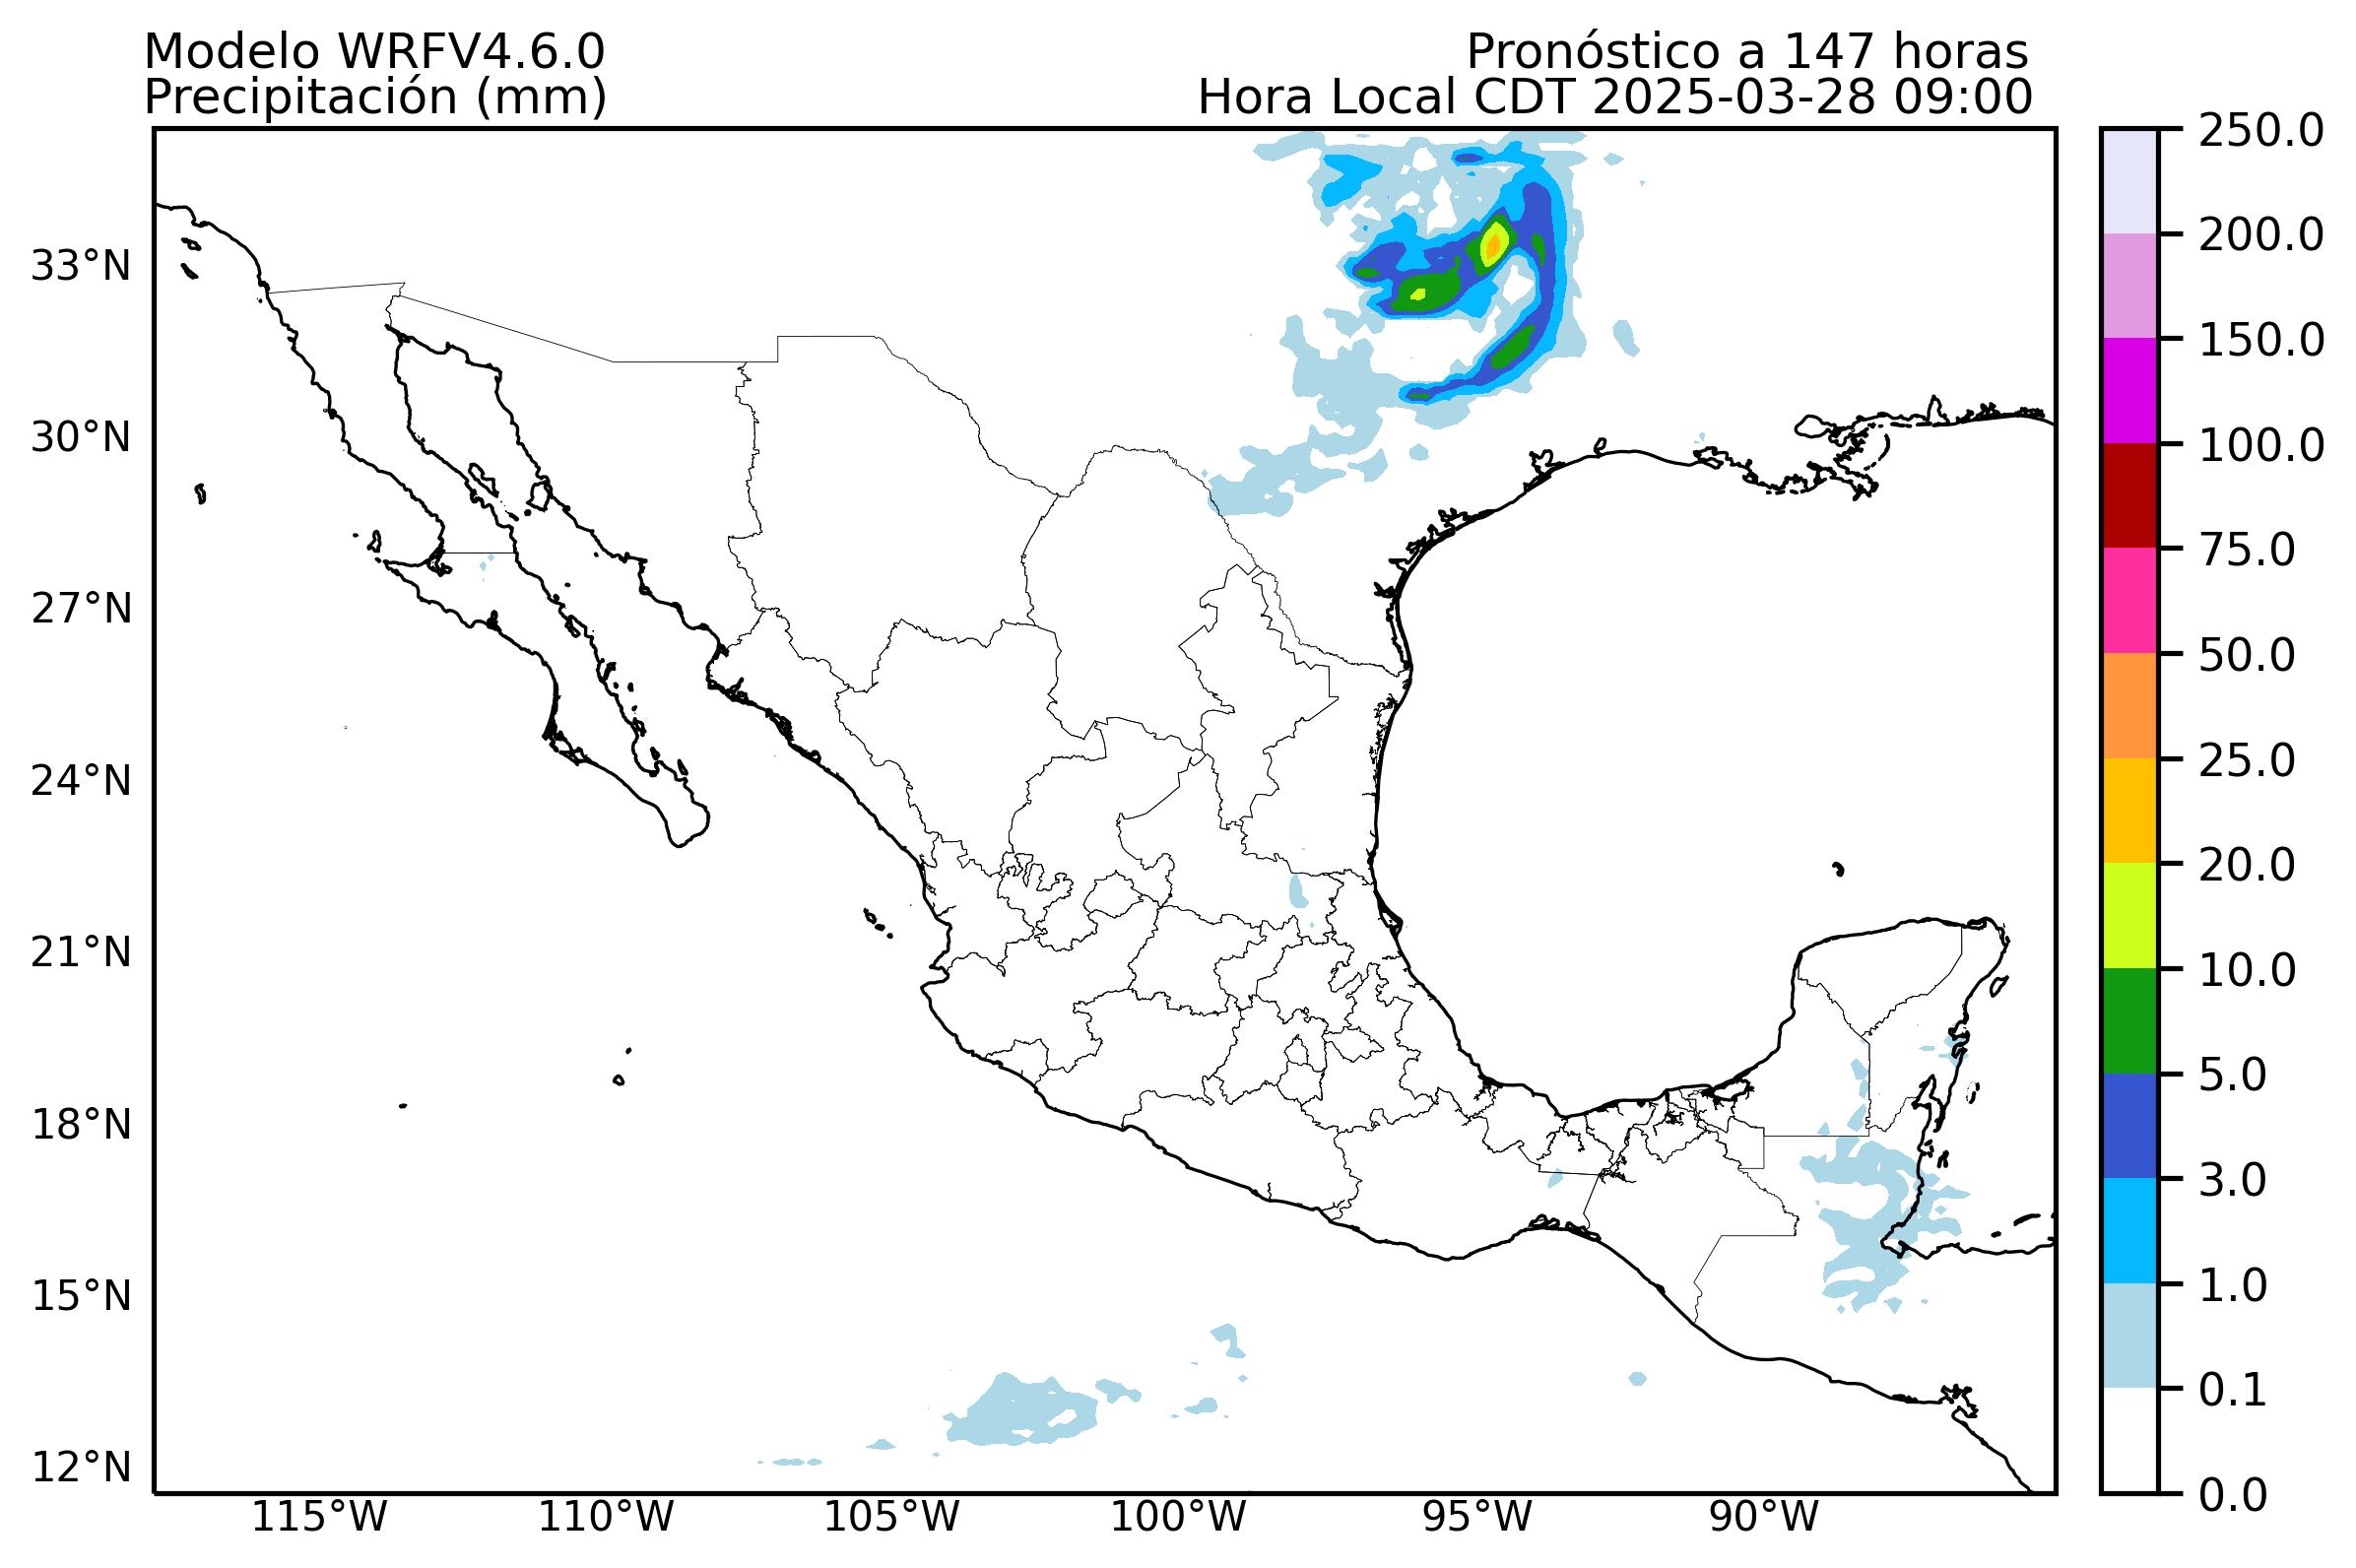 Modelo WRFV4.6.0
Precipitación (mm)
Pronóstico a 147 horas
Hora Local CDT 2025-03-28 09:00
33°N
30°N
27°N
24°N
21°N
18°N
15°N
12°N
115°W
110°W
105°W
100°W
95°W
90°W
250.0
200.0
150.0
100.0
75.0
50.0
25.0
20.0
10.0
5.0
3.0
1.0
0.1
0.0